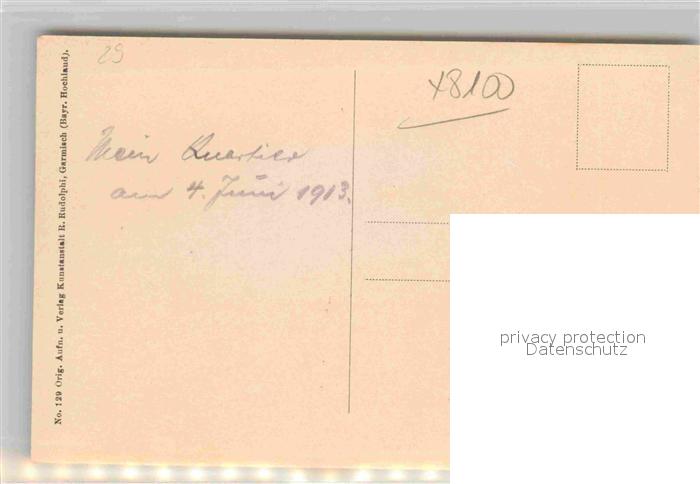 29
x8100
Mein Quartier
am 4. Juni 1913.
No. 129 Orig. Aufn. u. Verlag Kunstanstalt R. Rudolphi, Garmisch (Bayr. Hochland).
privacy protection
Datenschutz